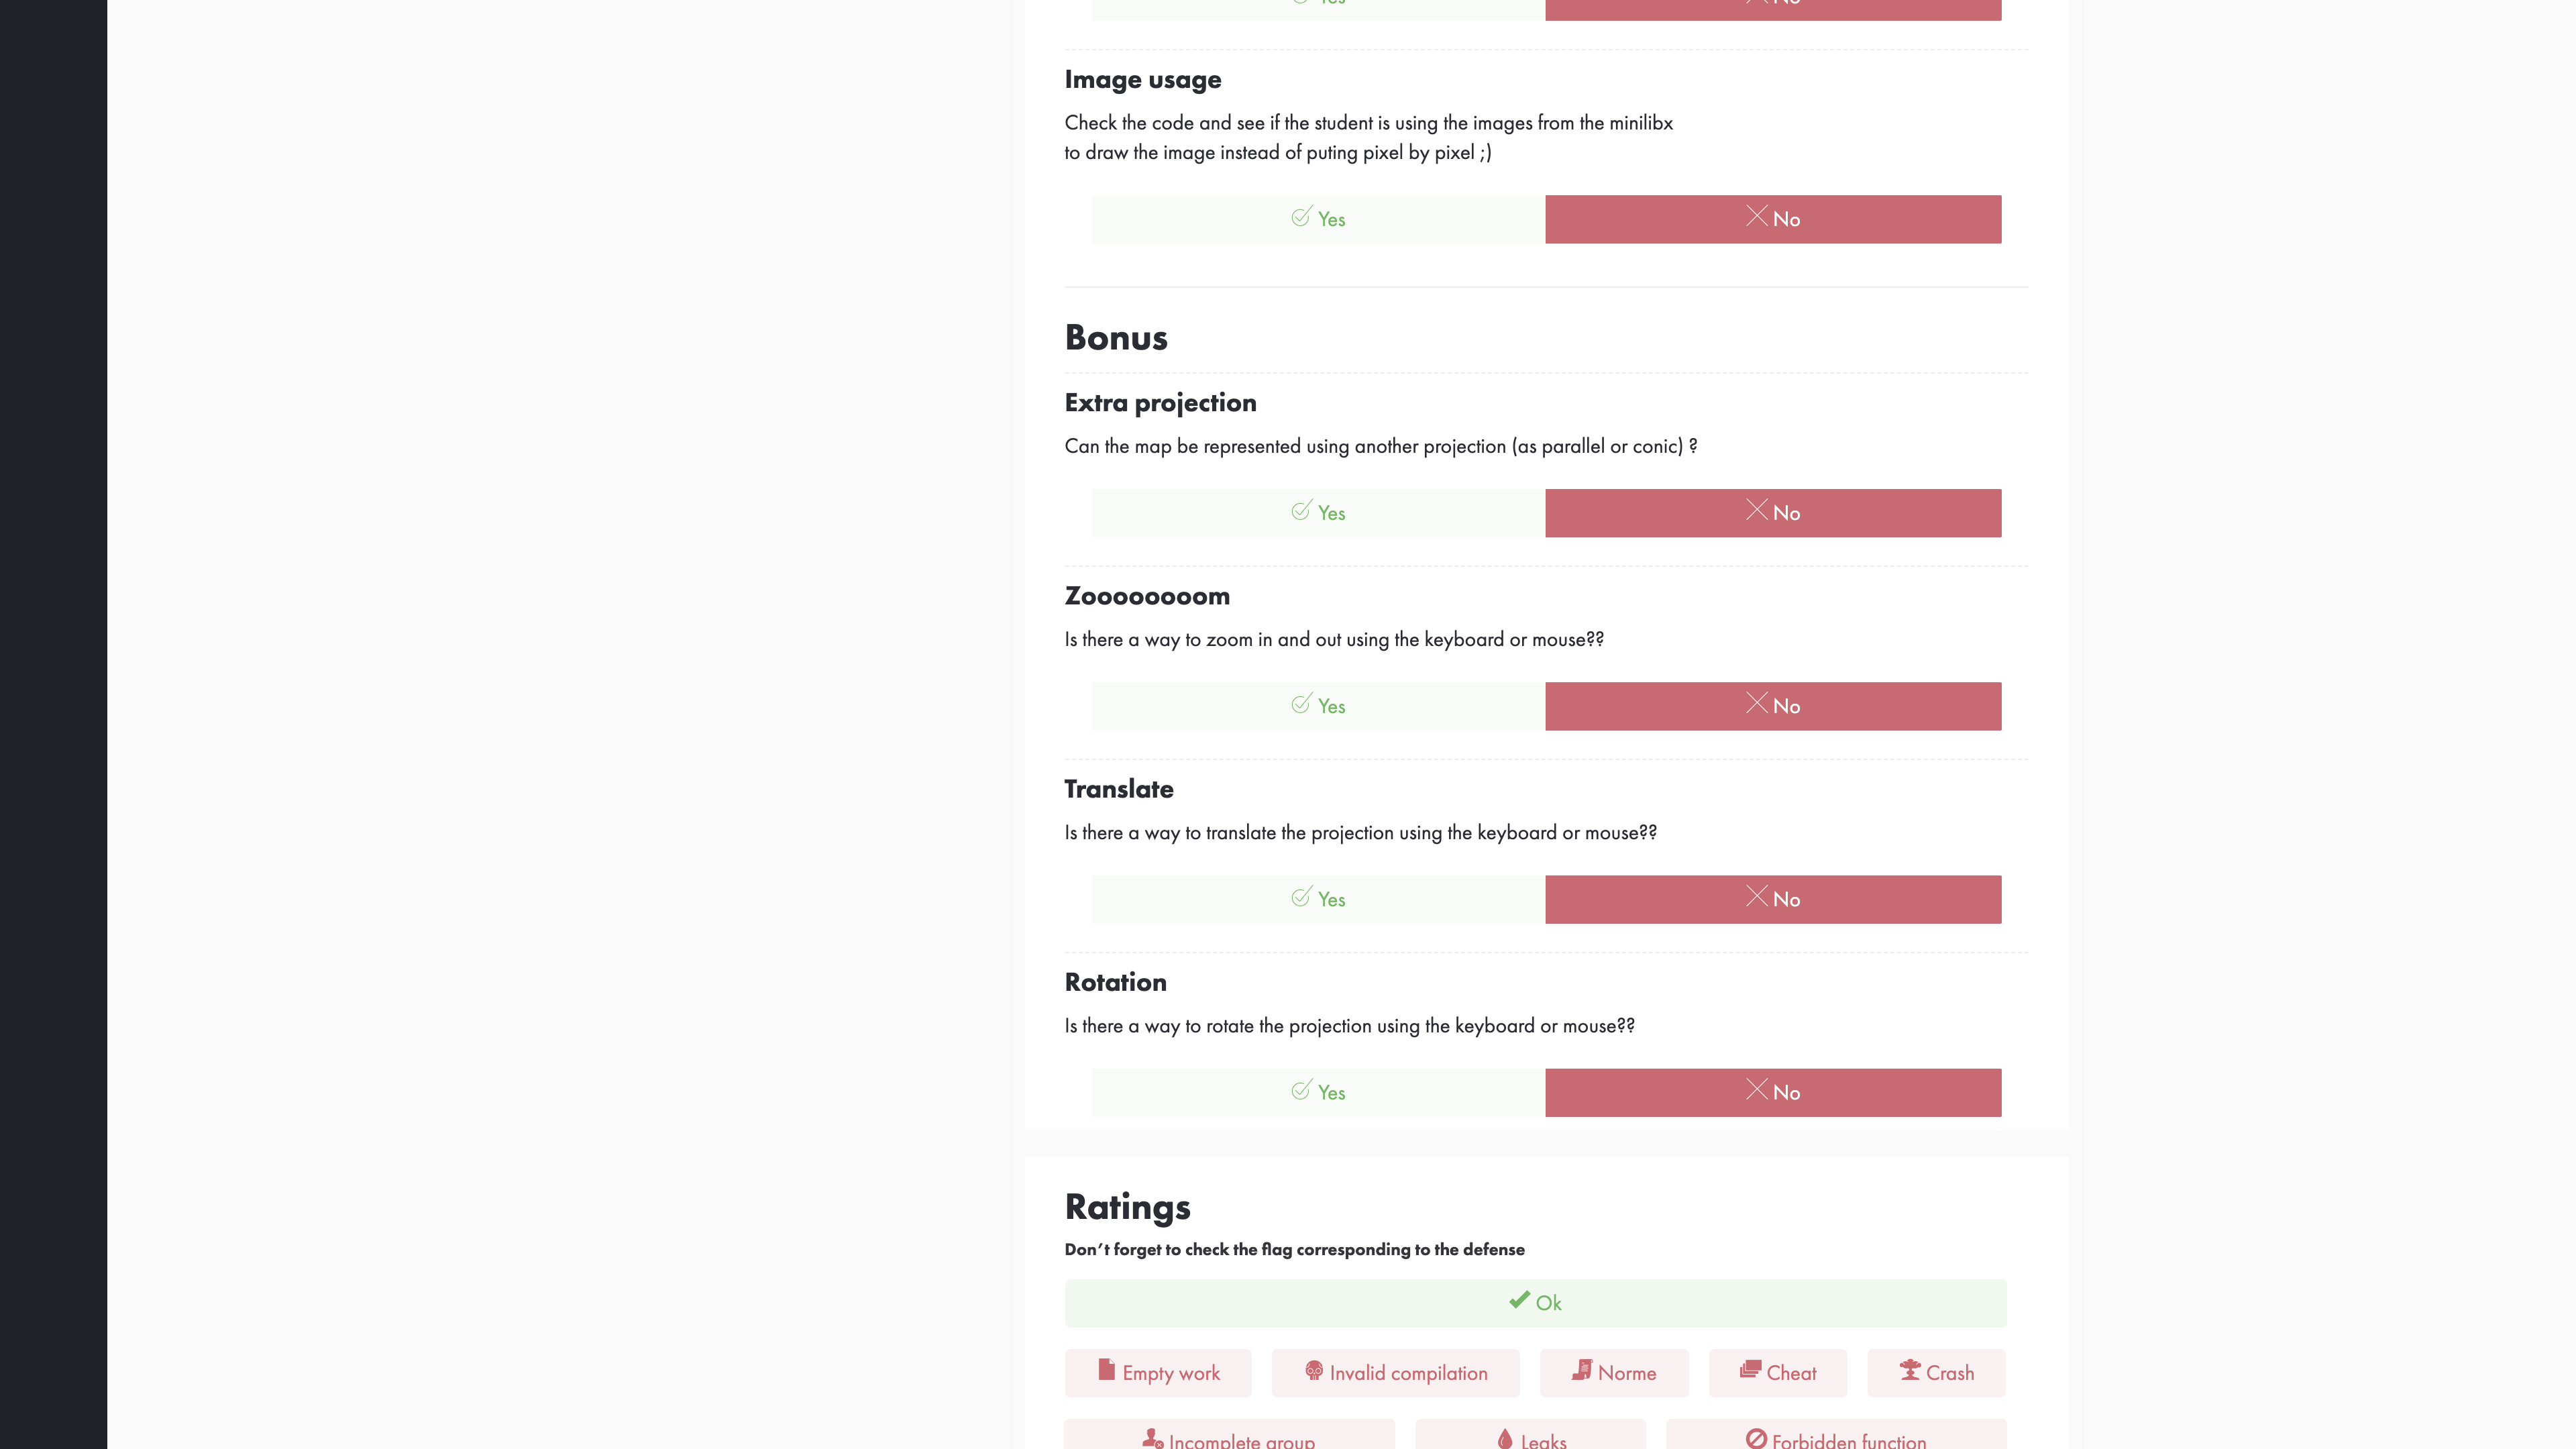 Yes No
Image usage
Check the code and see if the student is using the images from the minilibx
to draw the image instead of puting pixel by pixel ;)
Yes No
Bonus
Extra projection
Can the map be represented using another projection (as parallel or conic) ?
Yes No
Zooooooooom
Is there a way to zoom in and out using the keyboard or mouse??
Yes No
Translate
Is there a way to translate the projection using the keyboard or mouse??
Yes No
Rotation
Is there a way to rotate the projection using the keyboard or mouse??
Yes No
Ratings
Don't forget to check the flag corresponding to the defense
Ok
Empty work Invalid compilation Norme Cheat Crash
Incomplete group Leaks Forbidden function